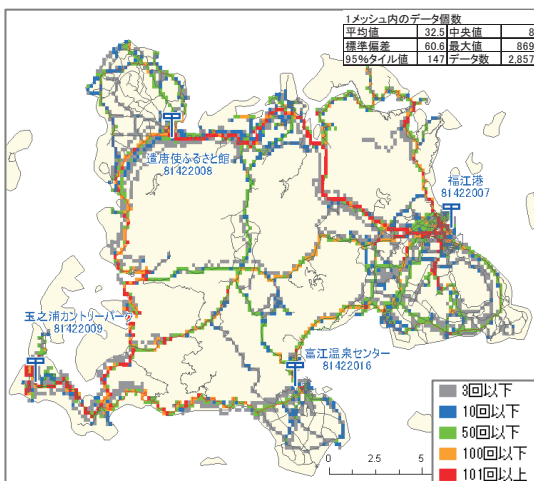 1メッシュ内のデータ個数
平均値 32.5 中央値 8
標準偏差 60.6 最大値 869
95%タイル値 147 データ数 2,857
遣唐使ふるさと館
81422008
福江港
81422007
玉之浦カントリーパーク
81422009
富江温泉センター
81422016
3回以下
10回以下
50回以下
100回以下
101回以上
0 2.5 5